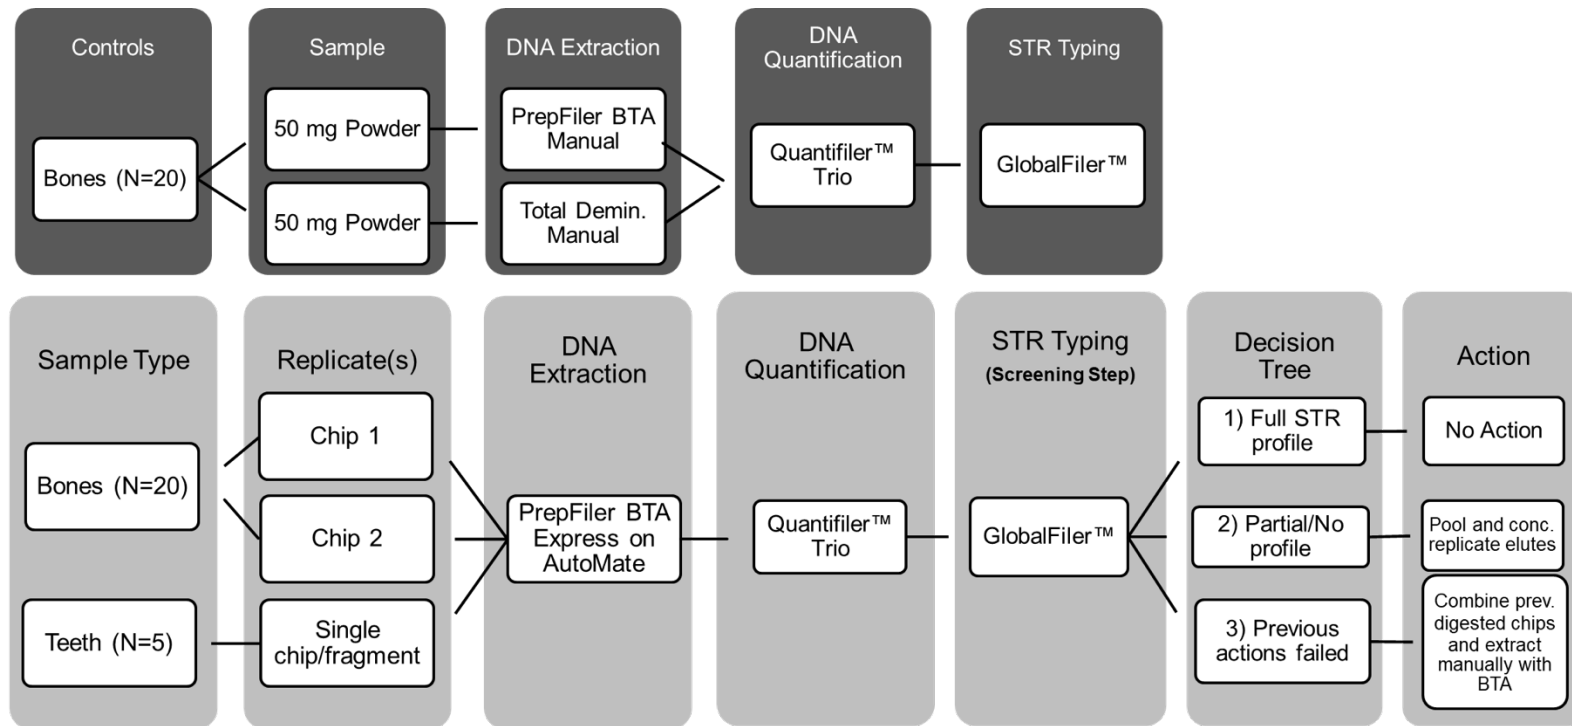 Controls
Bones (N=20)
Sample
50 mg Powder
50 mg Powder
DNA Extraction
PrepFiler BTA
Manual
Total Demin.
Manual
DNA
Quantification
Quantifiler™
Trio
STR Typing
GlobalFiler™
Sample Type
Bones (N=20)
Teeth (N=5)
Replicate(s)
Chip 1
Chip 2
Single
chip/fragment
DNA
Extraction
PrepFiler BTA
Express on
AutoMate
DNA
Quantification
Quantifiler™
Trio
STR Typing
(Screening Step)
GlobalFiler™
Decision
Tree
1) Full STR
profile
2) Partial/No
profile
3) Previous
actions failed
Action
No Action
Pool and conc.
replicate elutes
Combine prev.
digested chips
and extract
manually with
BTA